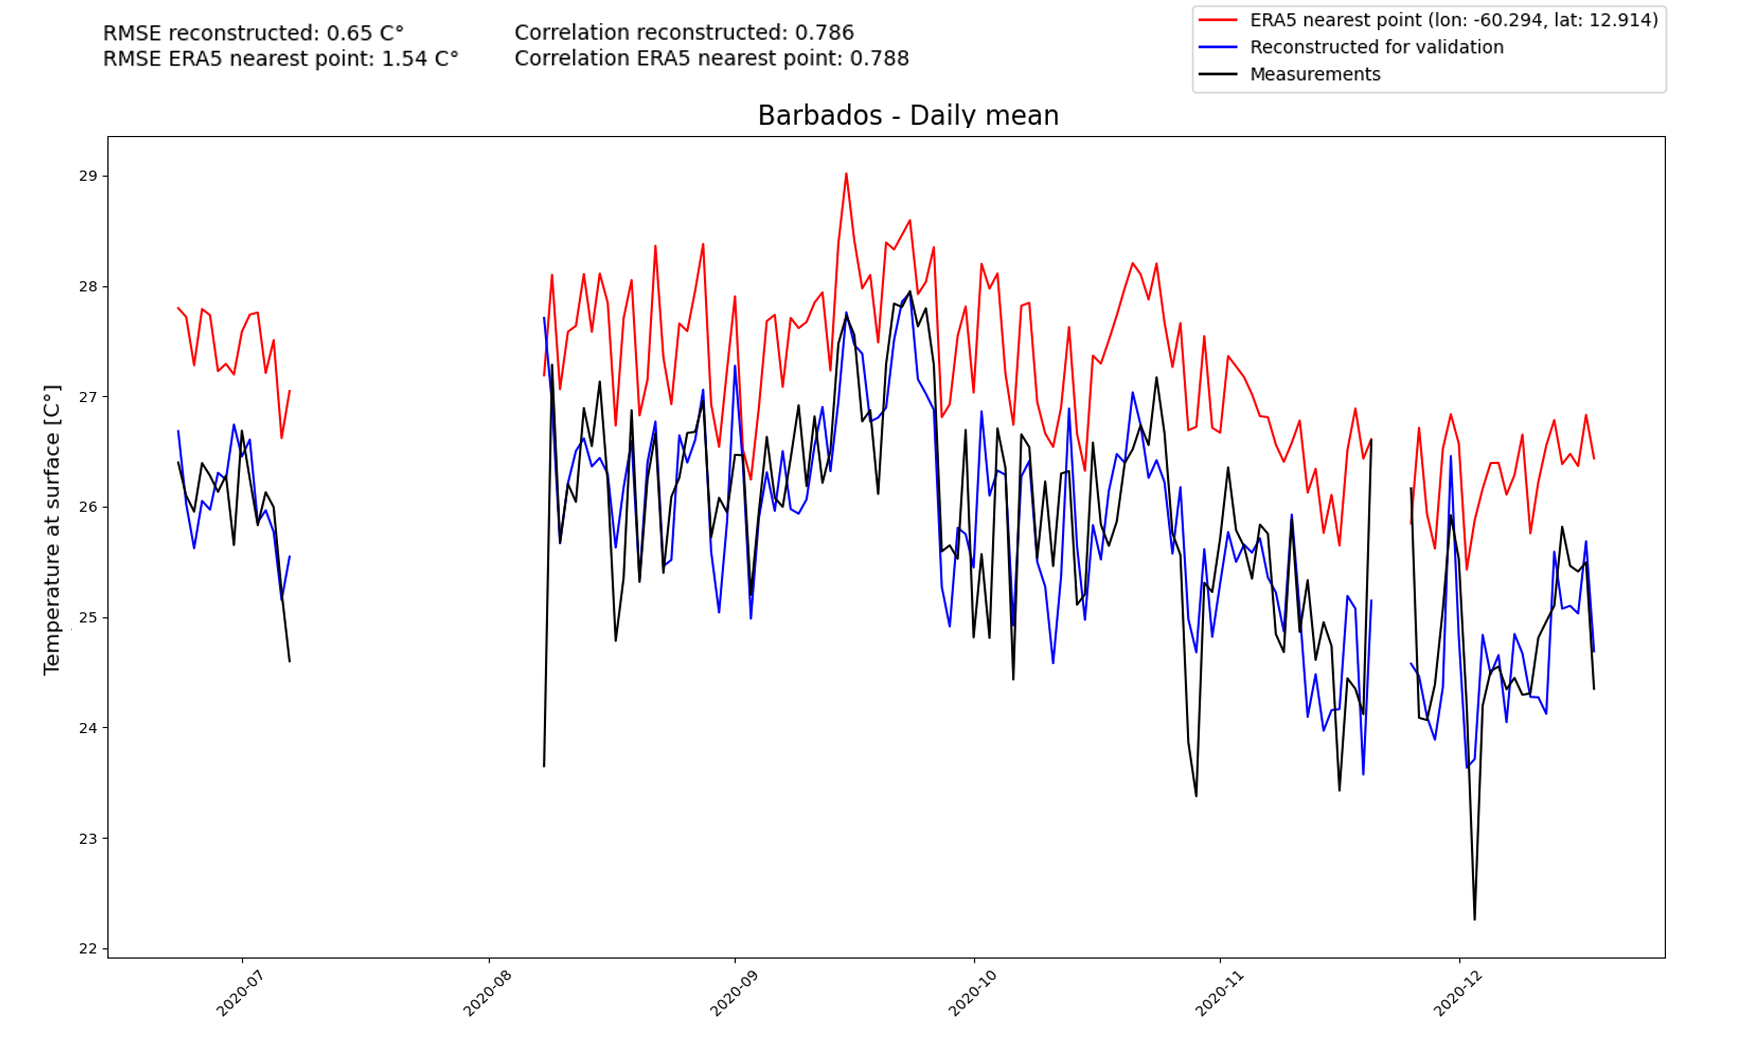 RMSE reconstructed: 0.65 C°
RMSE ERA5 nearest point: 1.54 C°
Correlation reconstructed: 0.786
Correlation ERA5 nearest point: 0.788
ERA5 nearest point (lon: -60.294, lat: 12.914)
Reconstructed for validation
Measurements
Barbados - Daily mean
Temperature at surface [C°]
29
28
27
26
25
24
23
22
2020-07
2020-08
2020-09
2020-10
2020-11
2020-12